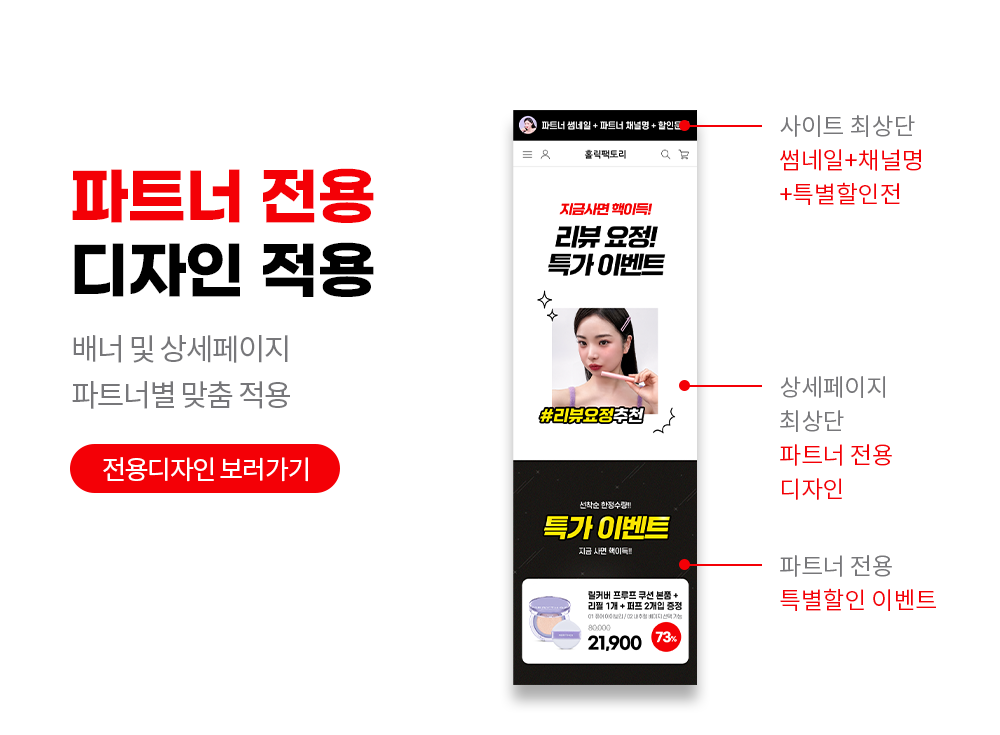 파트너 전용
디자인 적용
배너 및 상세페이지
파트너별 맞춤 적용
전용디자인 보러가기
파트너 썸네일 + 파트너 채널명 + 할인문
홀릭팩토리
지금사면 핵이득!
리뷰 요정!
특가 이벤트
#리뷰요정추천
선착순 한정수량!!
특가 이벤트
지금 사면 핵이득!!
릴커버 프루프 쿠션 본품 +
리필 1개 + 퍼프 2개입 증정
80,000
21,900
73%
사이트 최상단
썸네일+채널명
+특별할인전
상세페이지
최상단
파트너 전용
디자인
파트너 전용
특별할인 이벤트